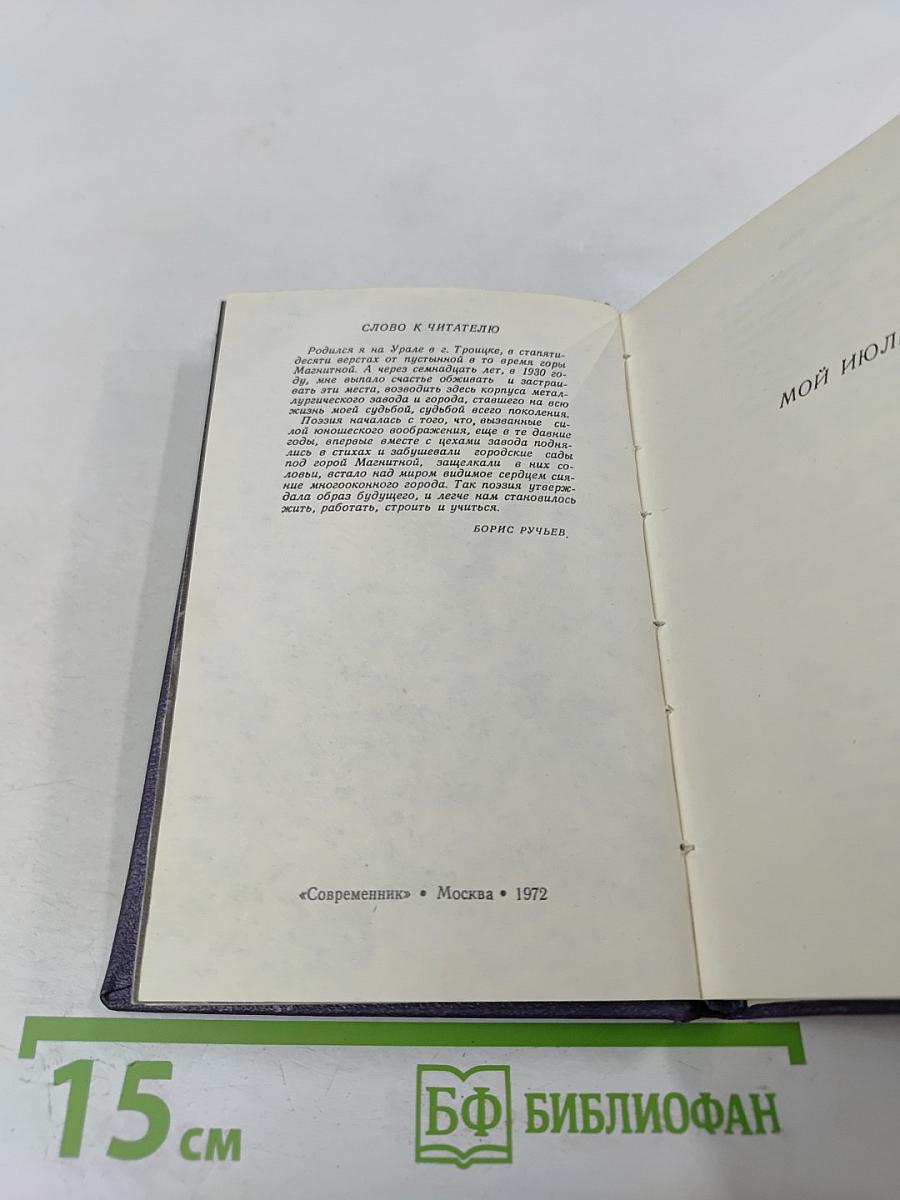 СЛОВО К ЧИТАТЕЛЮ
Родился я на Урале в г. Троицке, в стапяти-
десяти верстах от пустынной в то время горы
Магнитной. А через семнадцать лет, в 1930 го-
ду, мне выпало счастье обживать и застраи-
вать эти места, возводить здесь корпуса метал-
лургического завода и города, ставшего на всю
жизнь моей судьбой, судьбой всего поколения.
Поэзия началась с того, что, вызванные си-
лой юношеского воображения, еще в те давние
годы, впервые вместе с цехами завода подня-
лись в стихах и забушевали городские сады
под горой Магнитной, защелкали в них со-
ловьи, встало над миром видимое сердцем сия-
ние многооконного города. Так поэзия утверж-
дала образ будущего, и легче нам становилось
жить, работать, строить и учиться.
БОРИС РУЧЬЕВ.
«Современник» • Москва • 1972
МОЙ
15 см
БФ БИБЛИОФАН